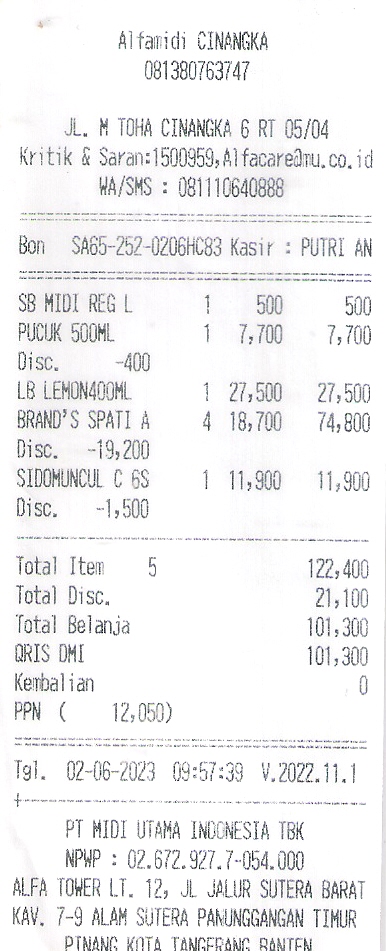 Alfamidi CINANGKA
081380763747
JL. M TOHA CINANGKA 6 RT 05/04
Kritik & Saran:1500959,Alfacare@mu.co.id
WA/SMS : 081110640888
Bon SA65-252-0206HC83 Kasir : PUTRI AN
SB MIDI REG L 1 500 500
PUCUK 500ML 1 7,700 7,700
Disc. -400
LB LEMON400ML 1 27,500 27,500
BRAND'S SPATI A 4 18,700 74,800
Disc. -19,200
SIDOMUNCUL C 6S 1 11,900 11,900
Disc. -1,500
Total Item 5 122,400
Total Disc. 21,100
Total Belanja 101,300
QRIS DMI 101,300
Kembalian 0
PPN ( 12,050)
Tgl. 02-06-2023 09:57:39 V.2022.11.1
PT MIDI UTAMA INDONESIA TBK
NPWP : 02.672.927.7-054.000
ALFA TOWER LT. 12, JL JALUR SUTERA BARAT
KAV. 7-9 ALAM SUTERA PANUNGGANGAN TIMUR
PINANG KOTA TANGERANG BANTEN